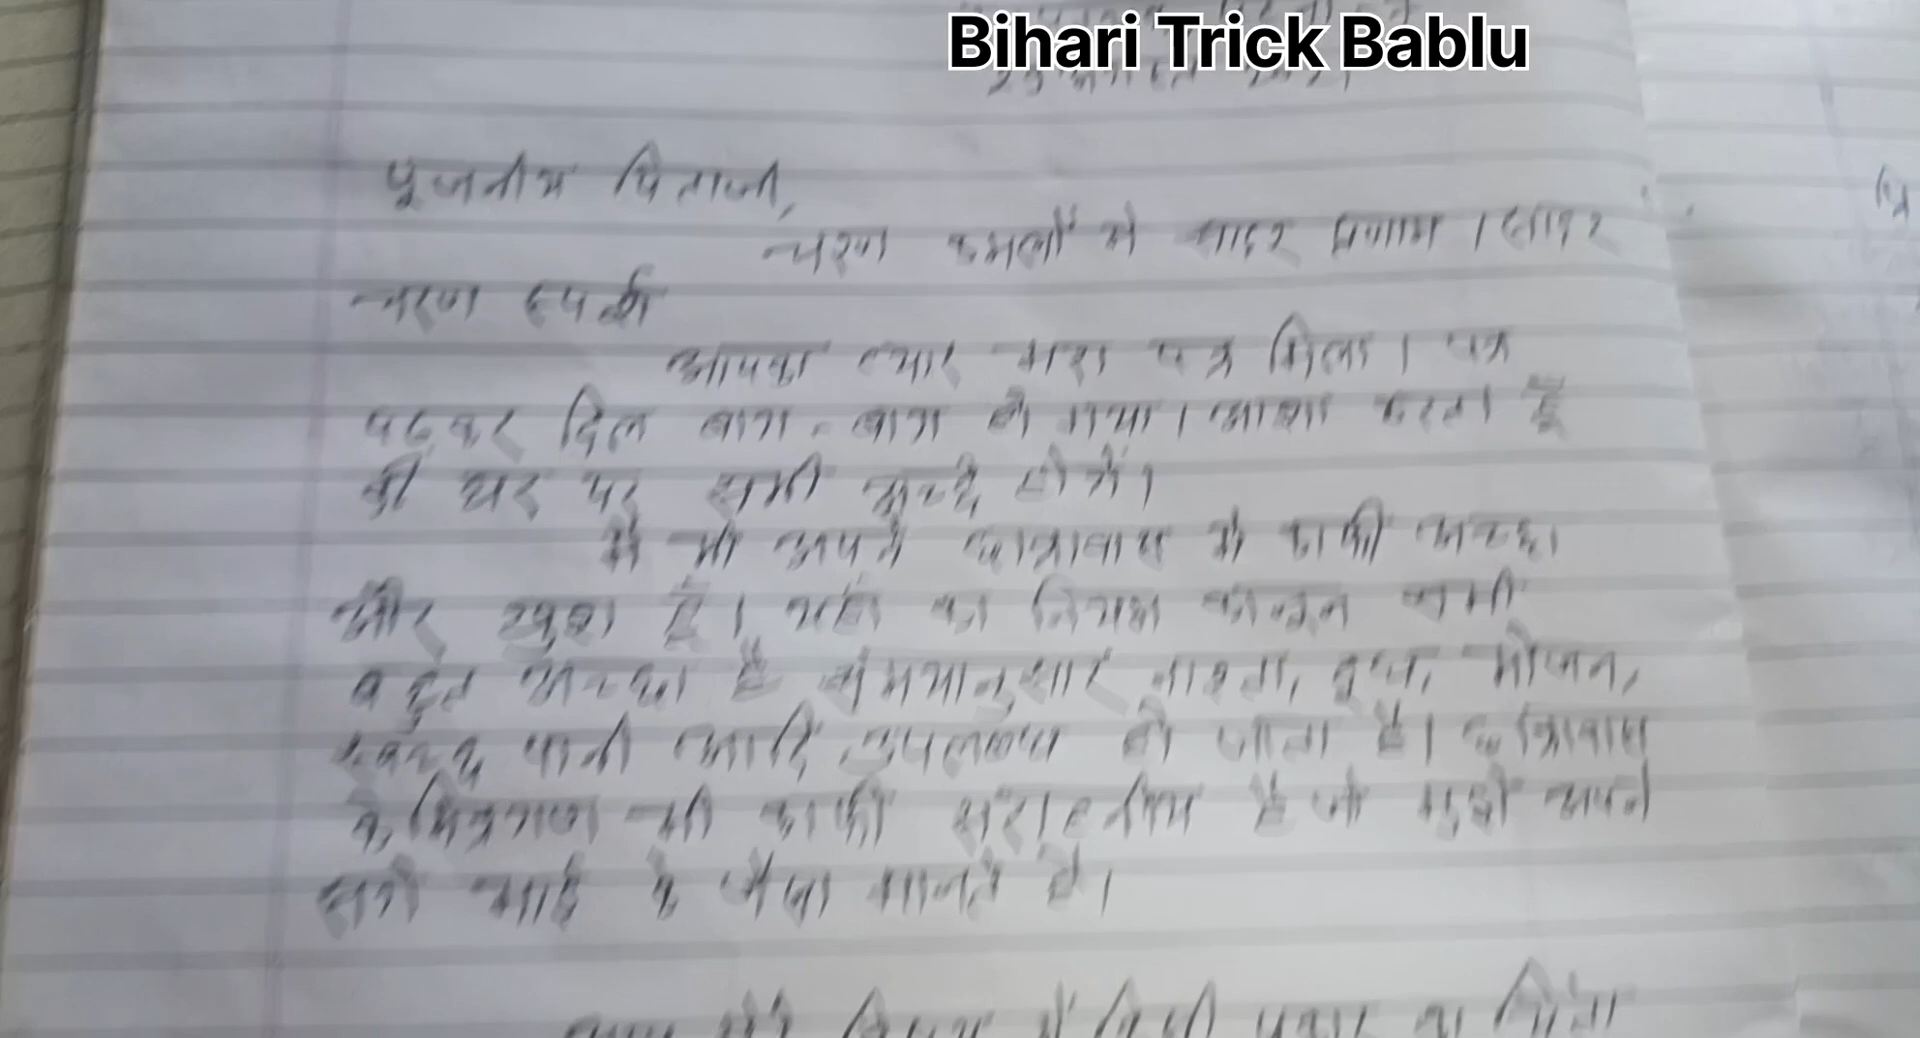 Bihari Trick Bablu
पूजनीय पिताजी,
चरण कमलों मे सादर प्रणाम । सादर
चरण स्पर्श
आपका प्यार भरा पत्र मिला । पत्र
पढ़कर दिल बाग-बाग हो गया । आशा करता हूँ
की घर पर सभी अच्छे होगें।
मै भी अपने छात्रावास मे काफी अच्छा
और खुश हूँ । यहां का नियम कानून सभी
बहुत अच्छा है समयानुसार नाश्ता, दूध, भोजन,
स्वच्छ पानी आदि उपलब्ध हो जाता है। छात्रावास
के मित्रगण भी काफी सराहनीय है जो मुझे अपने
सगे भाई के जैसा मानते है।